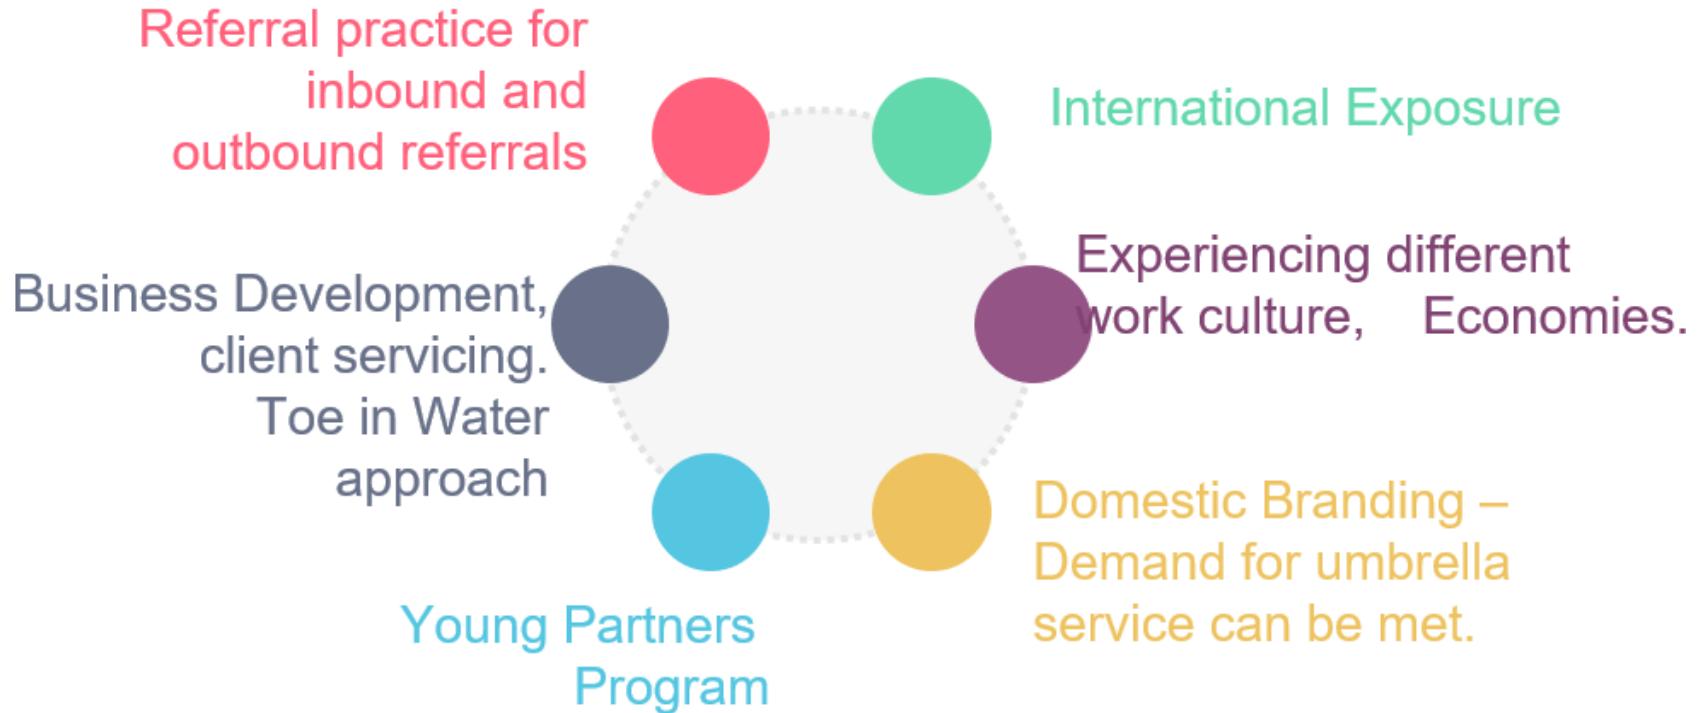 Referral practice for
inbound and
outbound referrals
International Exposure
Experiencing different
work culture, Economies.
Business Development,
client servicing.
Toe in Water
approach
Domestic Branding –
Demand for umbrella
service can be met.
Young Partners
Program